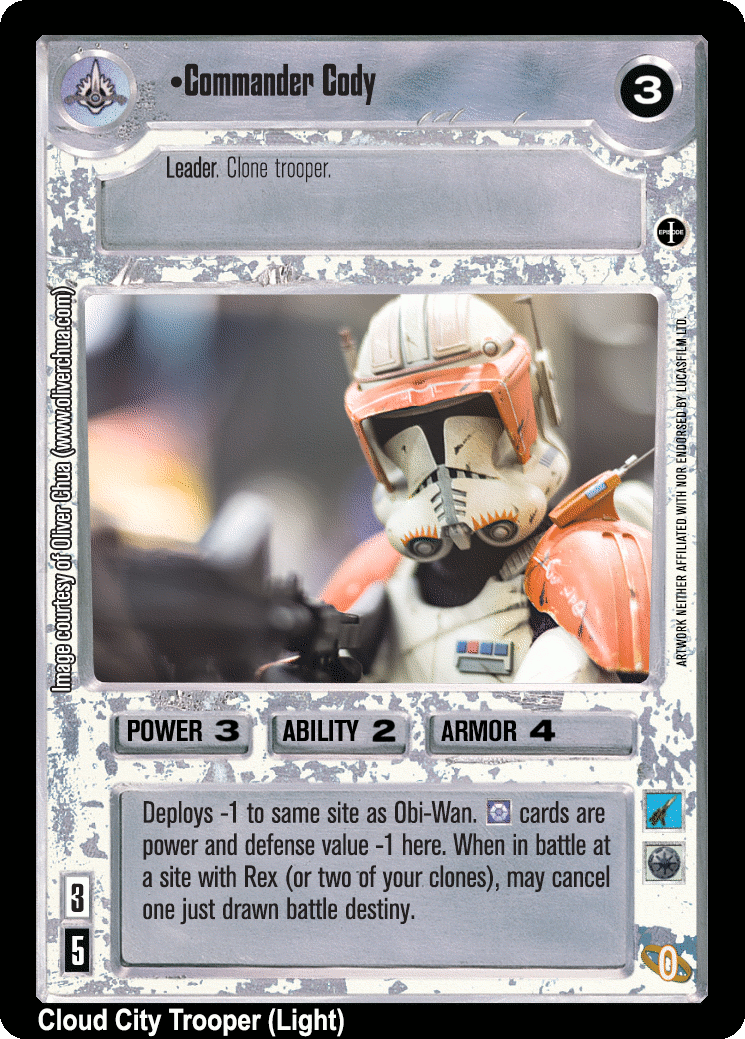 •Commander Cody
3
Leader. Clone trooper.
EPISODE
I
Image courtesy of Oliver Chua (www.oliverchua.com)
ARTWORK NEITHER AFFILIATED WITH NOR ENDORSED BY LUCASFILM LTD.
POWER 3
ABILITY 2
ARMOR 4
Deploys -1 to same site as Obi-Wan. cards are
power and defense value -1 here. When in battle at
a site with Rex (or two of your clones), may cancel
one just drawn battle destiny.
3
5
0
Cloud City Trooper (Light)